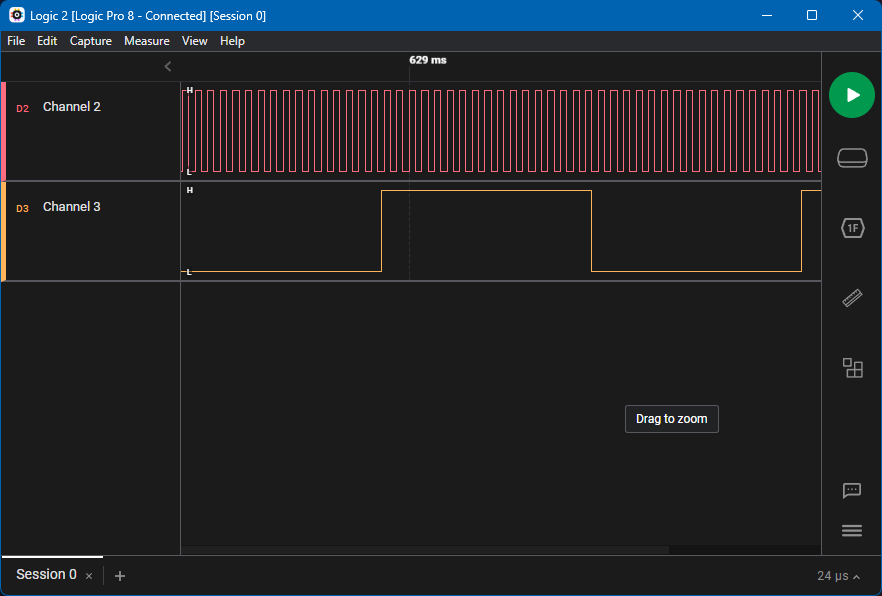 Logic 2 [Logic Pro 8 - Connected] [Session 0]
File Edit Capture Measure View Help
629 ms
D2 Channel 2
H
L
D3 Channel 3
H
L
1F
Drag to zoom
Session 0 × +
24 µs